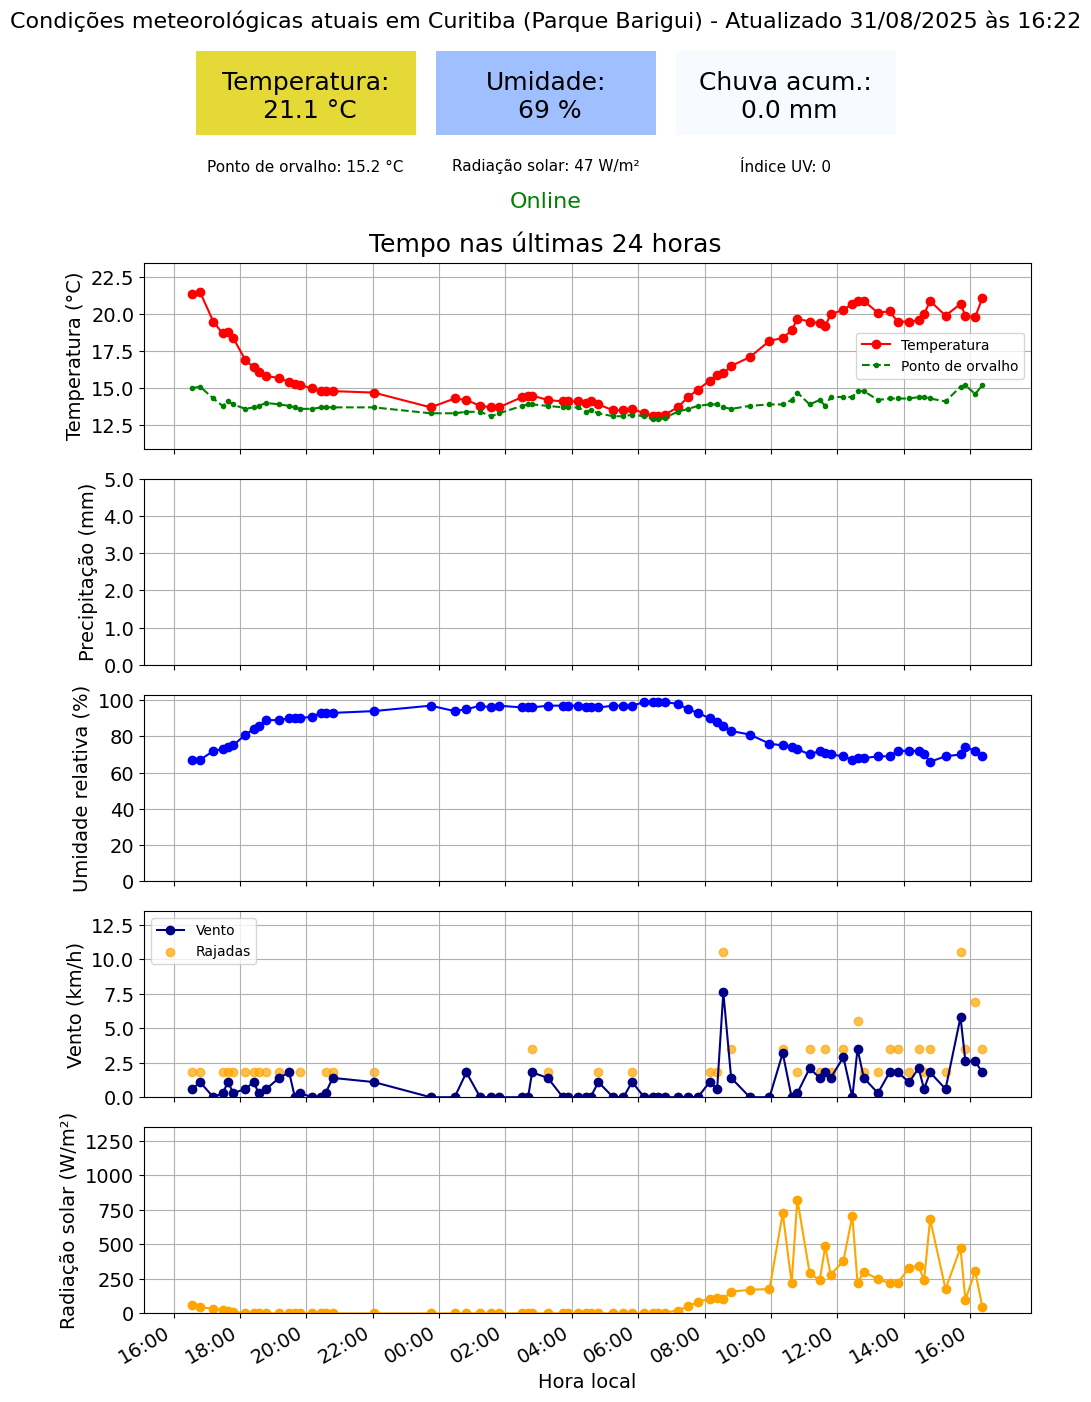 Condições meteorológicas atuais em Curitiba (Parque Barigui) - Atualizado 31/08/2025 às 16:22
Temperatura:
21.1 °C
Umidade:
69 %
Chuva acum.:
0.0 mm
Ponto de orvalho: 15.2 °C
Radiação solar: 47 W/m²
Índice UV: 0
Online
Tempo nas últimas 24 horas
Temperatura (°C)
22.5
20.0
17.5
15.0
12.5
Temperatura
Ponto de orvalho
Precipitação (mm)
5.0
4.0
3.0
2.0
1.0
0.0
Umidade relativa (%)
100
80
60
40
20
0
Vento (km/h)
12.5
10.0
7.5
5.0
2.5
0.0
Vento
Rajadas
Radiação solar (W/m²)
1250
1000
750
500
250
0
16:00
18:00
20:00
22:00
00:00
02:00
04:00
06:00
08:00
10:00
12:00
14:00
16:00
Hora local